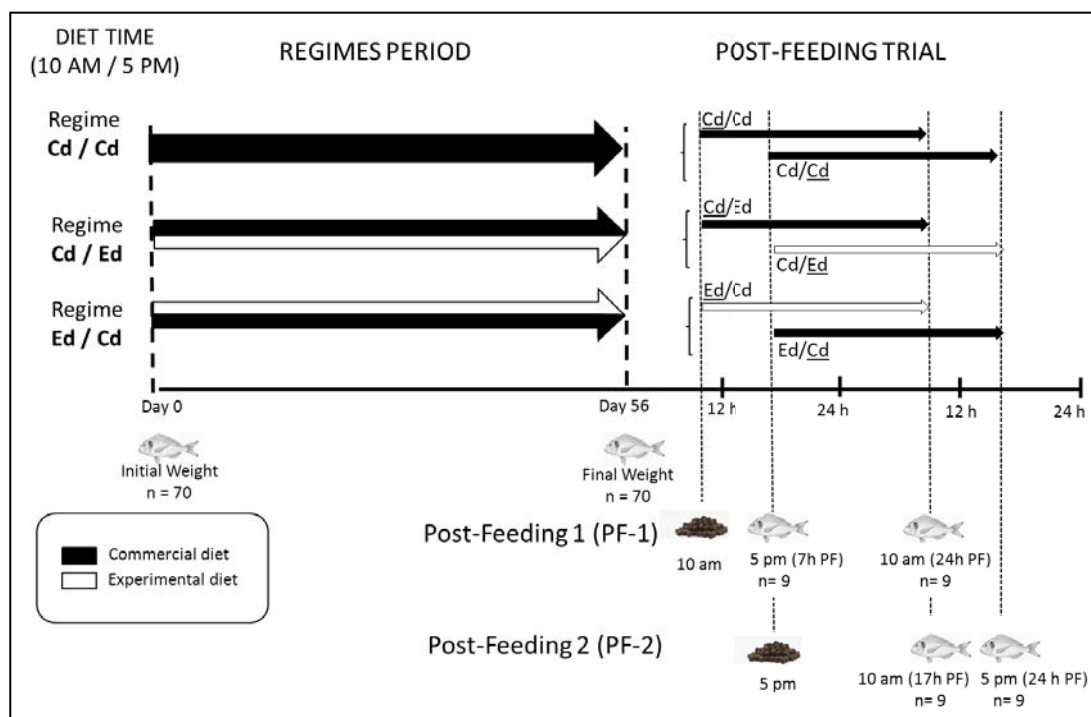 DIET TIME
(10 AM / 5 PM)
REGIMES PERIOD
POST-FEEDING TRIAL
Regime
Cd / Cd
Cd/Cd
Cd/Cd
Regime
Cd / Ed
Cd/Ed
Cd/Ed
Regime
Ed / Cd
Ed/Cd
Ed/Cd
Day 0
Day 56
12 h
24 h
12 h
24 h
Initial Weight
n = 70
Final Weight
n = 70
Commercial diet
Experimental diet
Post-Feeding 1 (PF-1)
10 am
5 pm (7h PF)
n= 9
10 am (24h PF)
n= 9
Post-Feeding 2 (PF-2)
5 pm
10 am (17h PF)
n= 9
5 pm (24 h PF)
n= 9